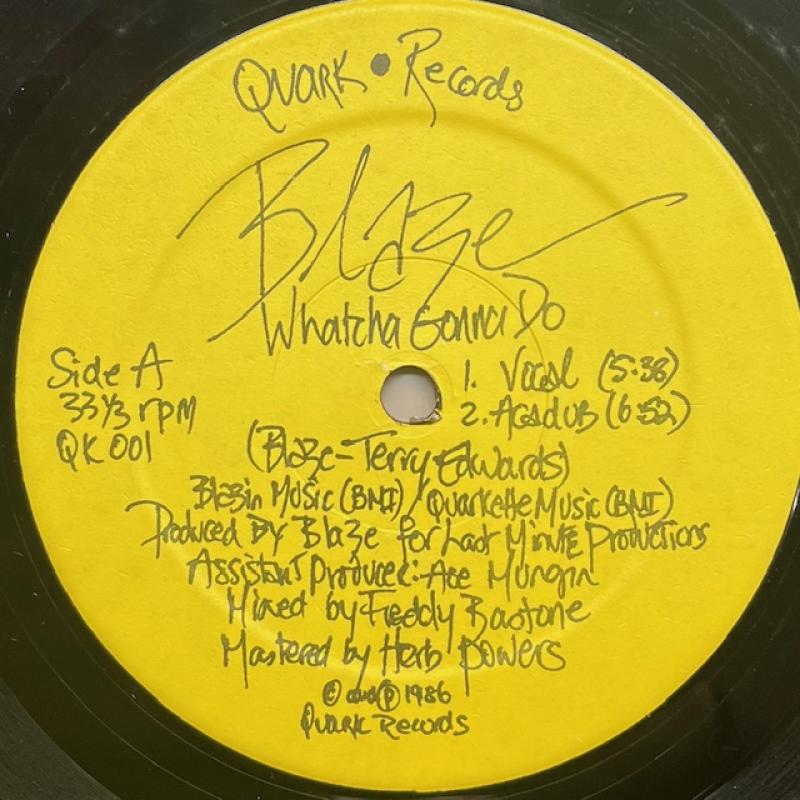 Quark • Records
Blaze
Whatcha Gonna Do
Side A
33 1/3 rpm
QK 001
1. Vocal (5:38)
2. Acadub (6:52)
(Blaze-Terry Edwards)
Blazin Music (BMI) / Quarkette Music (BMI)
Produced By Blaze for Last Minute Productions
Assistant Producer: Ace Mungin
Mixed by Freddy Bastone
Mastered by Herb Powers
© and ℗ 1986
Quark Records